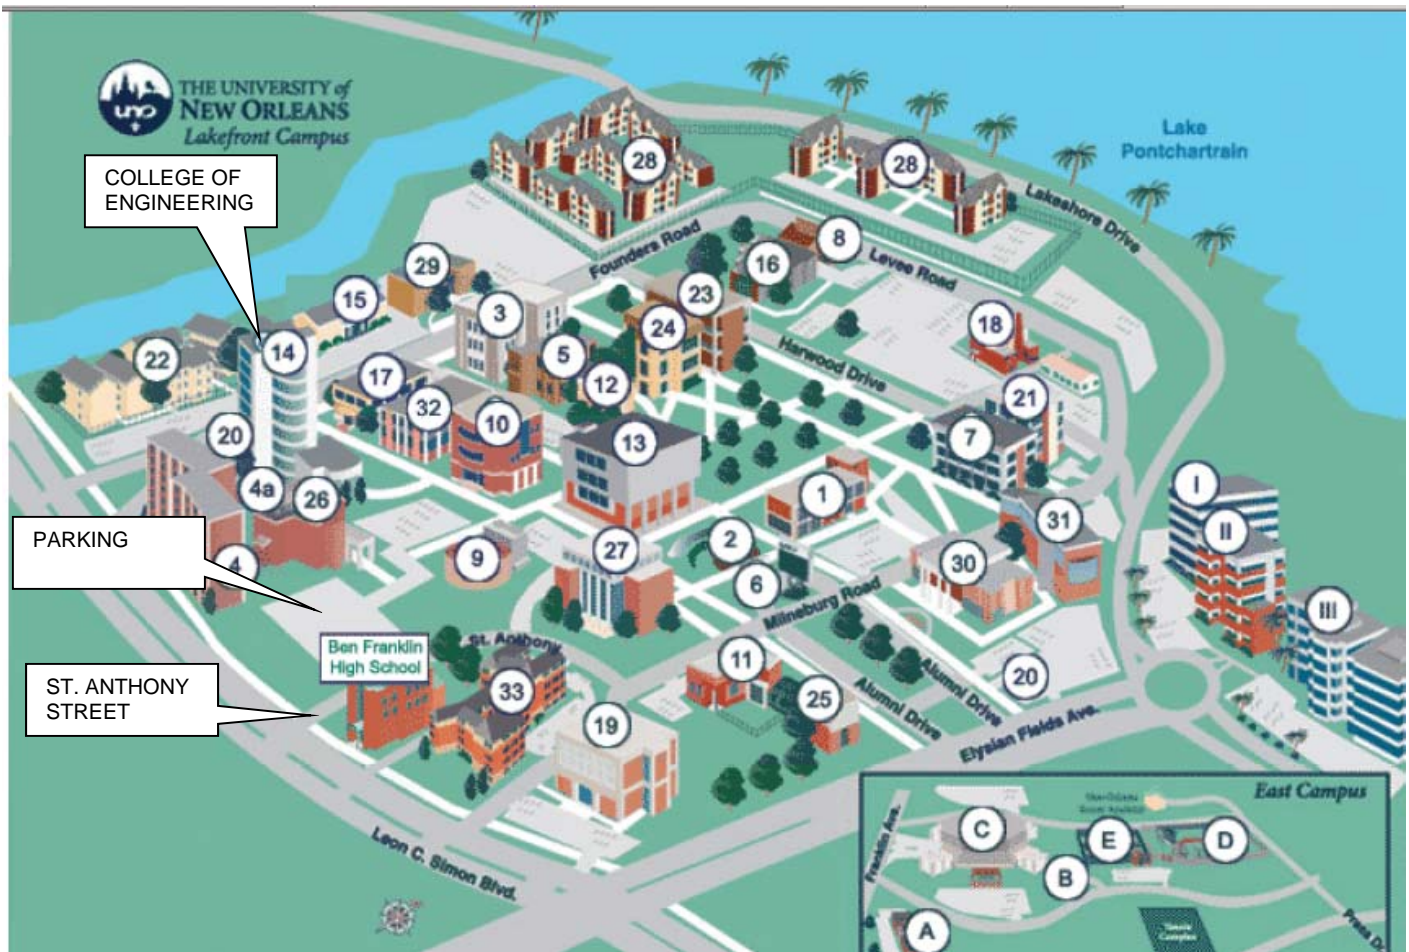 THE UNIVERSITY of
NEW ORLEANS
Lakefront Campus
uno
COLLEGE OF
ENGINEERING
PARKING
ST. ANTHONY
STREET
Lake
Pontchartrain
Lakeshore Drive
Founders Road
Levee Road
Harwood Drive
Milneburg Road
St. Anthony
Alumni Drive
Alumni Drive
Elysian Fields Ave.
Leon C. Simon Blvd.
Ben Franklin
High School
28
28
8
16
29
23
15
3
24
18
14
22
5
17
12
21
32
10
20
13
7
4a
26
1
I
31
II
27
2
9
30
4
6
III
11
20
33
25
19
East Campus
Franklin Ave.
C
E
D
B
A
Tennis
Complex